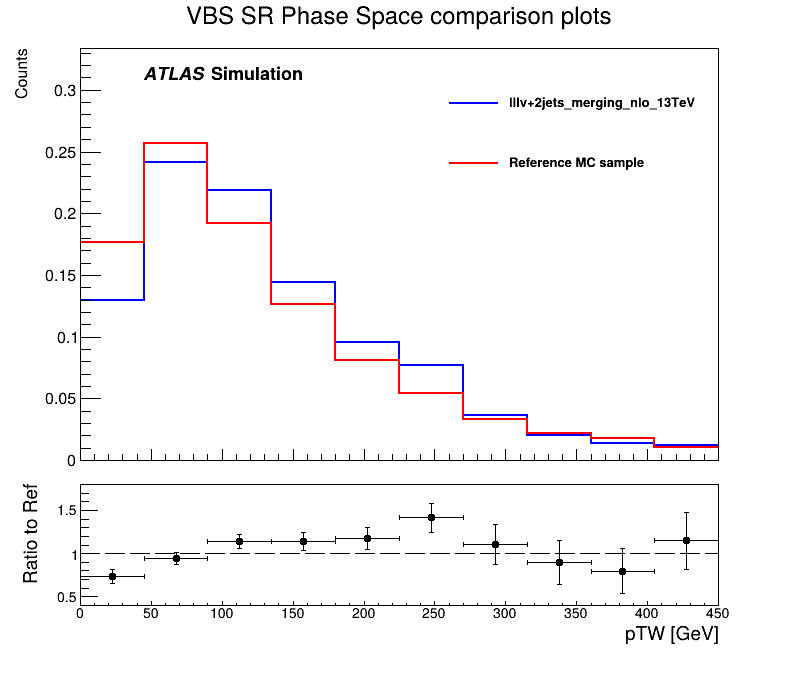 VBS SR Phase Space comparison plots
Counts
ATLAS Simulation
lllv+2jets_merging_nlo_13TeV
Reference MC sample
0.3
0.25
0.2
0.15
0.1
0.05
0
Ratio to Ref
1.5
1
0.5
0 50 100 150 200 250 300 350 400 450
pTW [GeV]